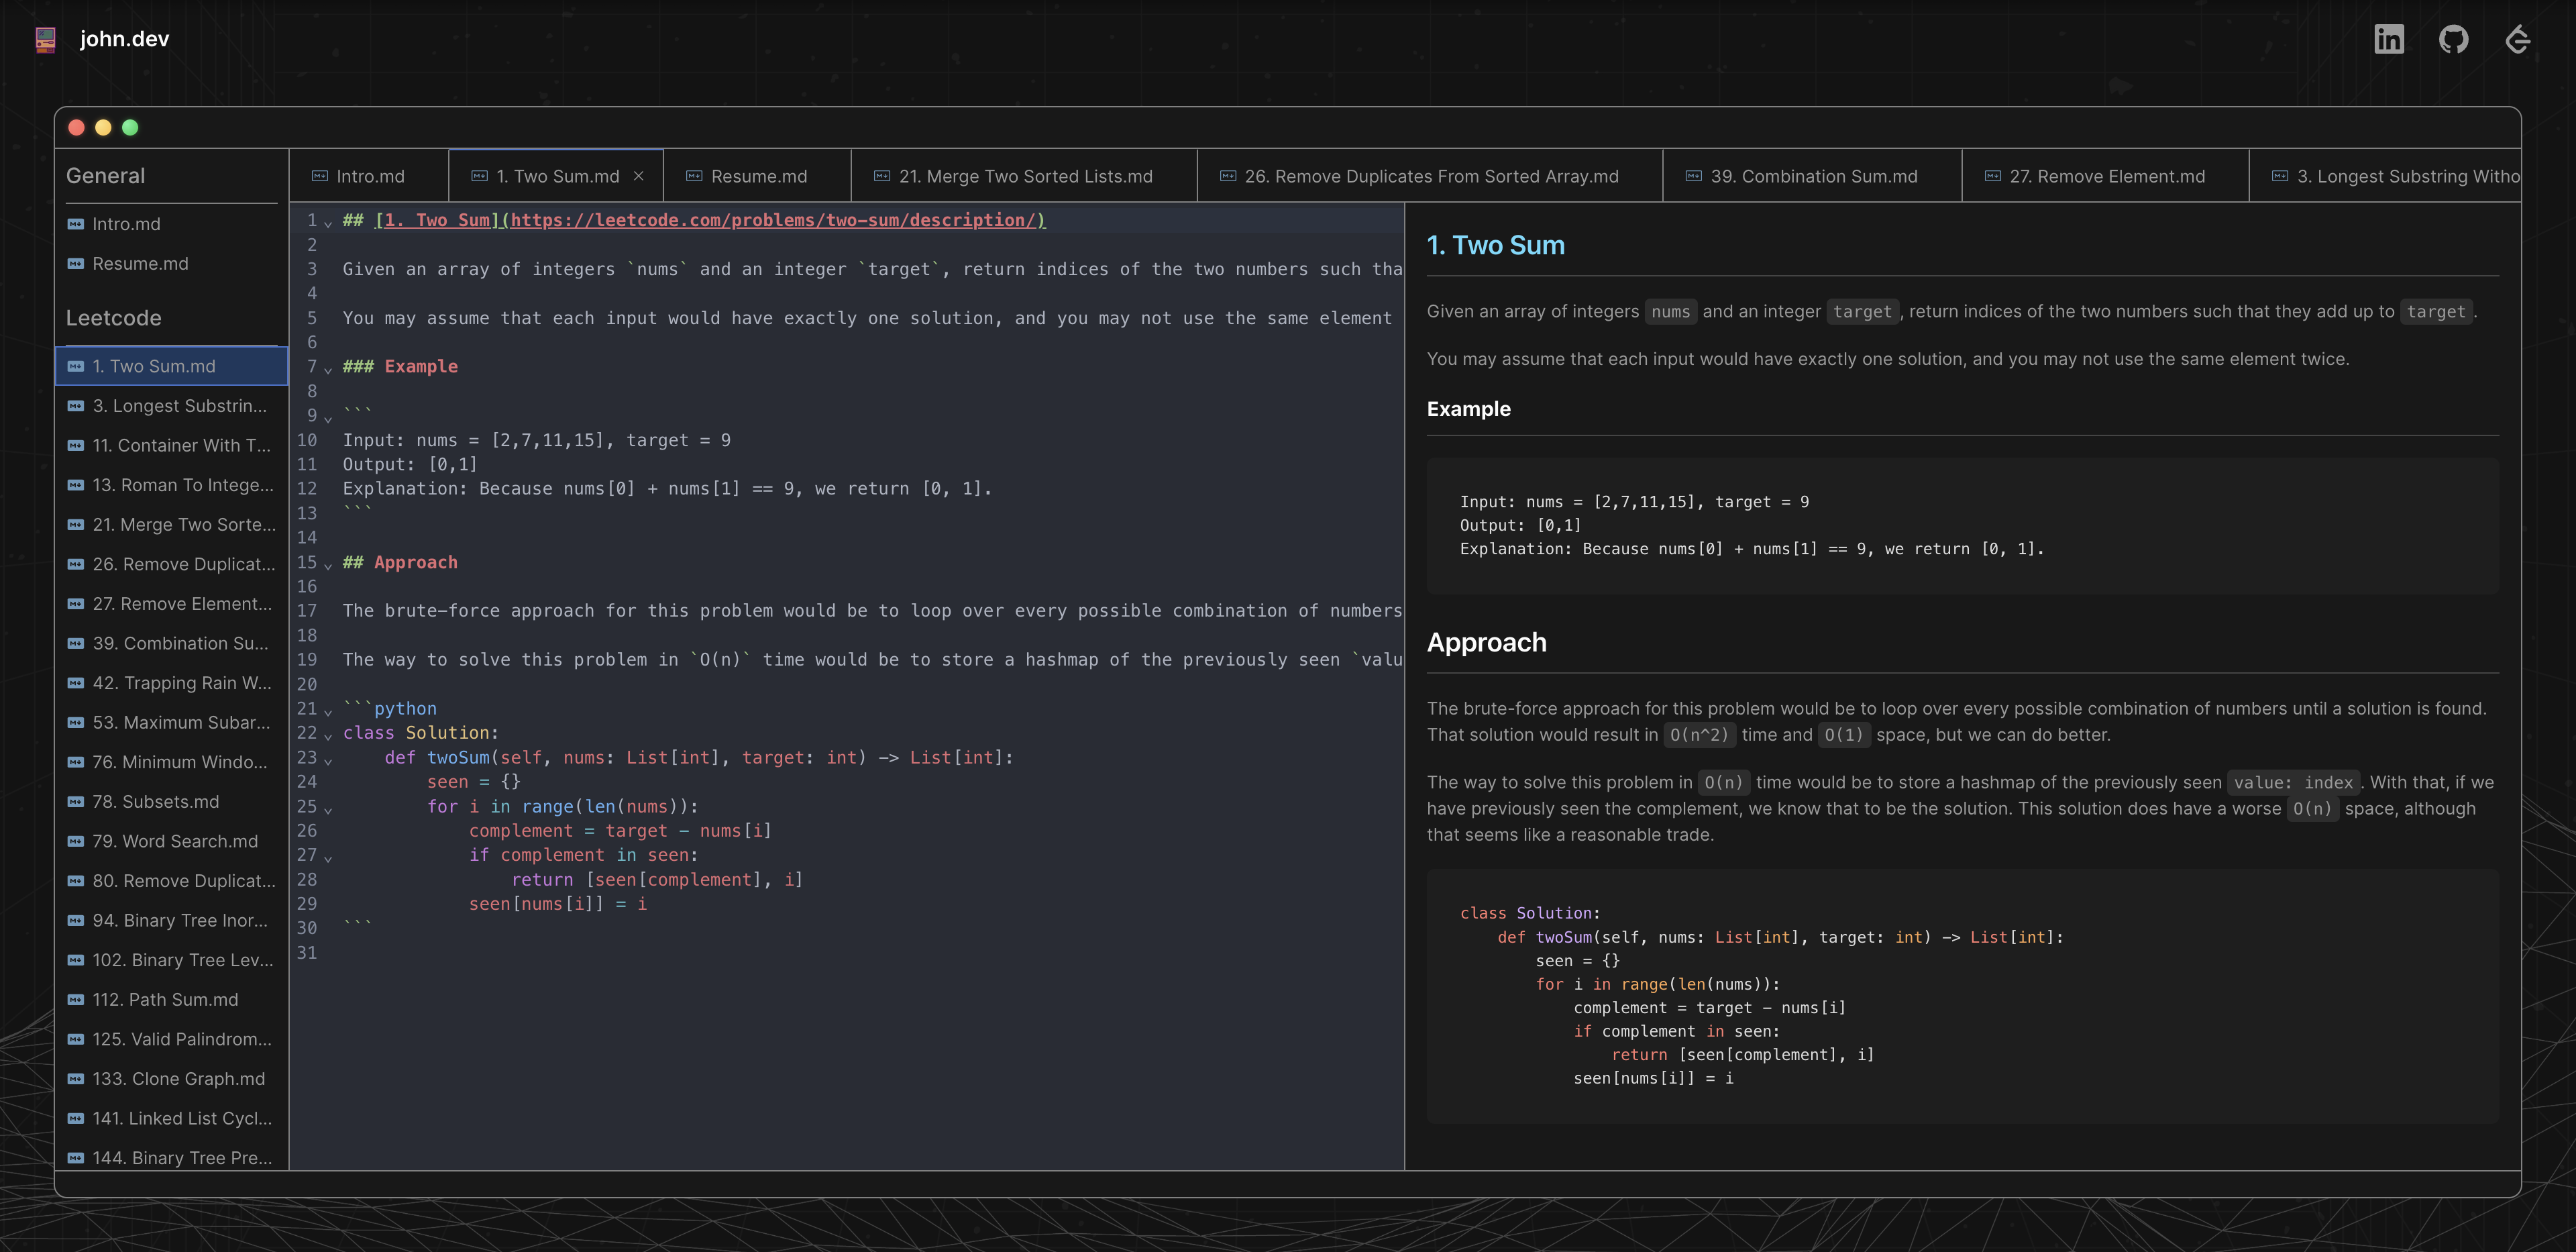 john.dev
General
Intro.md
Resume.md
Leetcode
1. Two Sum.md
3. Longest Substrin...
11. Container With T...
13. Roman To Intege...
21. Merge Two Sorte...
26. Remove Duplicat...
27. Remove Element...
39. Combination Su...
42. Trapping Rain W...
53. Maximum Subar...
76. Minimum Windo...
78. Subsets.md
79. Word Search.md
80. Remove Duplicat...
94. Binary Tree Inor...
102. Binary Tree Lev...
112. Path Sum.md
125. Valid Palindrom...
133. Clone Graph.md
141. Linked List Cycl...
144. Binary Tree Pre...
Intro.md
1. Two Sum.md ×
Resume.md
21. Merge Two Sorted Lists.md
26. Remove Duplicates From Sorted Array.md
39. Combination Sum.md
27. Remove Element.md
3. Longest Substring Witho
1 ## [1. Two Sum](https://leetcode.com/problems/two-sum/description/)
2
3 Given an array of integers `nums` and an integer `target`, return indices of the two numbers such tha
4
5 You may assume that each input would have exactly one solution, and you may not use the same element
6
7 ### Example
8
9 ```
10 Input: nums = [2,7,11,15], target = 9
11 Output: [0,1]
12 Explanation: Because nums[0] + nums[1] == 9, we return [0, 1].
13 ```
14
15 ## Approach
16
17 The brute-force approach for this problem would be to loop over every possible combination of numbers
18
19 The way to solve this problem in `O(n)` time would be to store a hashmap of the previously seen `valu
20
21 ```python
22 class Solution:
23     def twoSum(self, nums: List[int], target: int) -> List[int]:
24         seen = {}
25         for i in range(len(nums)):
26             complement = target - nums[i]
27             if complement in seen:
28                 return [seen[complement], i]
29             seen[nums[i]] = i
30 ```
31
1. Two Sum
Given an array of integers nums and an integer target, return indices of the two numbers such that they add up to target.
You may assume that each input would have exactly one solution, and you may not use the same element twice.
Example
Input: nums = [2,7,11,15], target = 9
Output: [0,1]
Explanation: Because nums[0] + nums[1] == 9, we return [0, 1].
Approach
The brute-force approach for this problem would be to loop over every possible combination of numbers until a solution is found.
That solution would result in O(n^2) time and O(1) space, but we can do better.
The way to solve this problem in O(n) time would be to store a hashmap of the previously seen value: index. With that, if we
have previously seen the complement, we know that to be the solution. This solution does have a worse O(n) space, although
that seems like a reasonable trade.
class Solution:
    def twoSum(self, nums: List[int], target: int) -> List[int]:
        seen = {}
        for i in range(len(nums)):
            complement = target - nums[i]
            if complement in seen:
                return [seen[complement], i]
            seen[nums[i]] = i